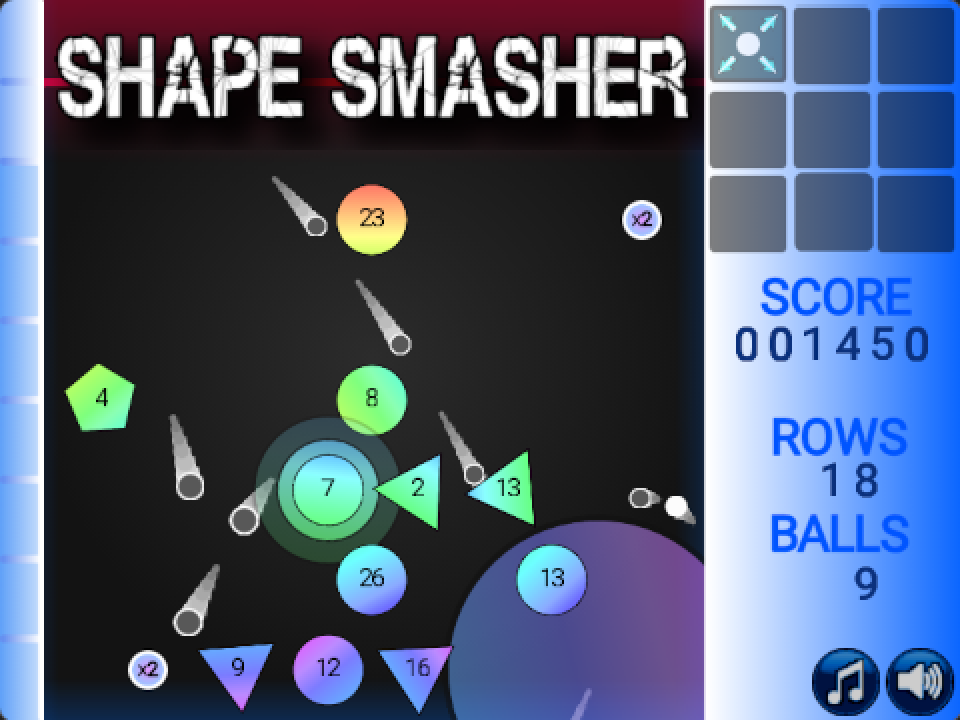 SHAPE SMASHER
23
x2
SCORE
001450
4
8
ROWS
18
7
2
13
BALLS
9
26
13
x2
9
12
16